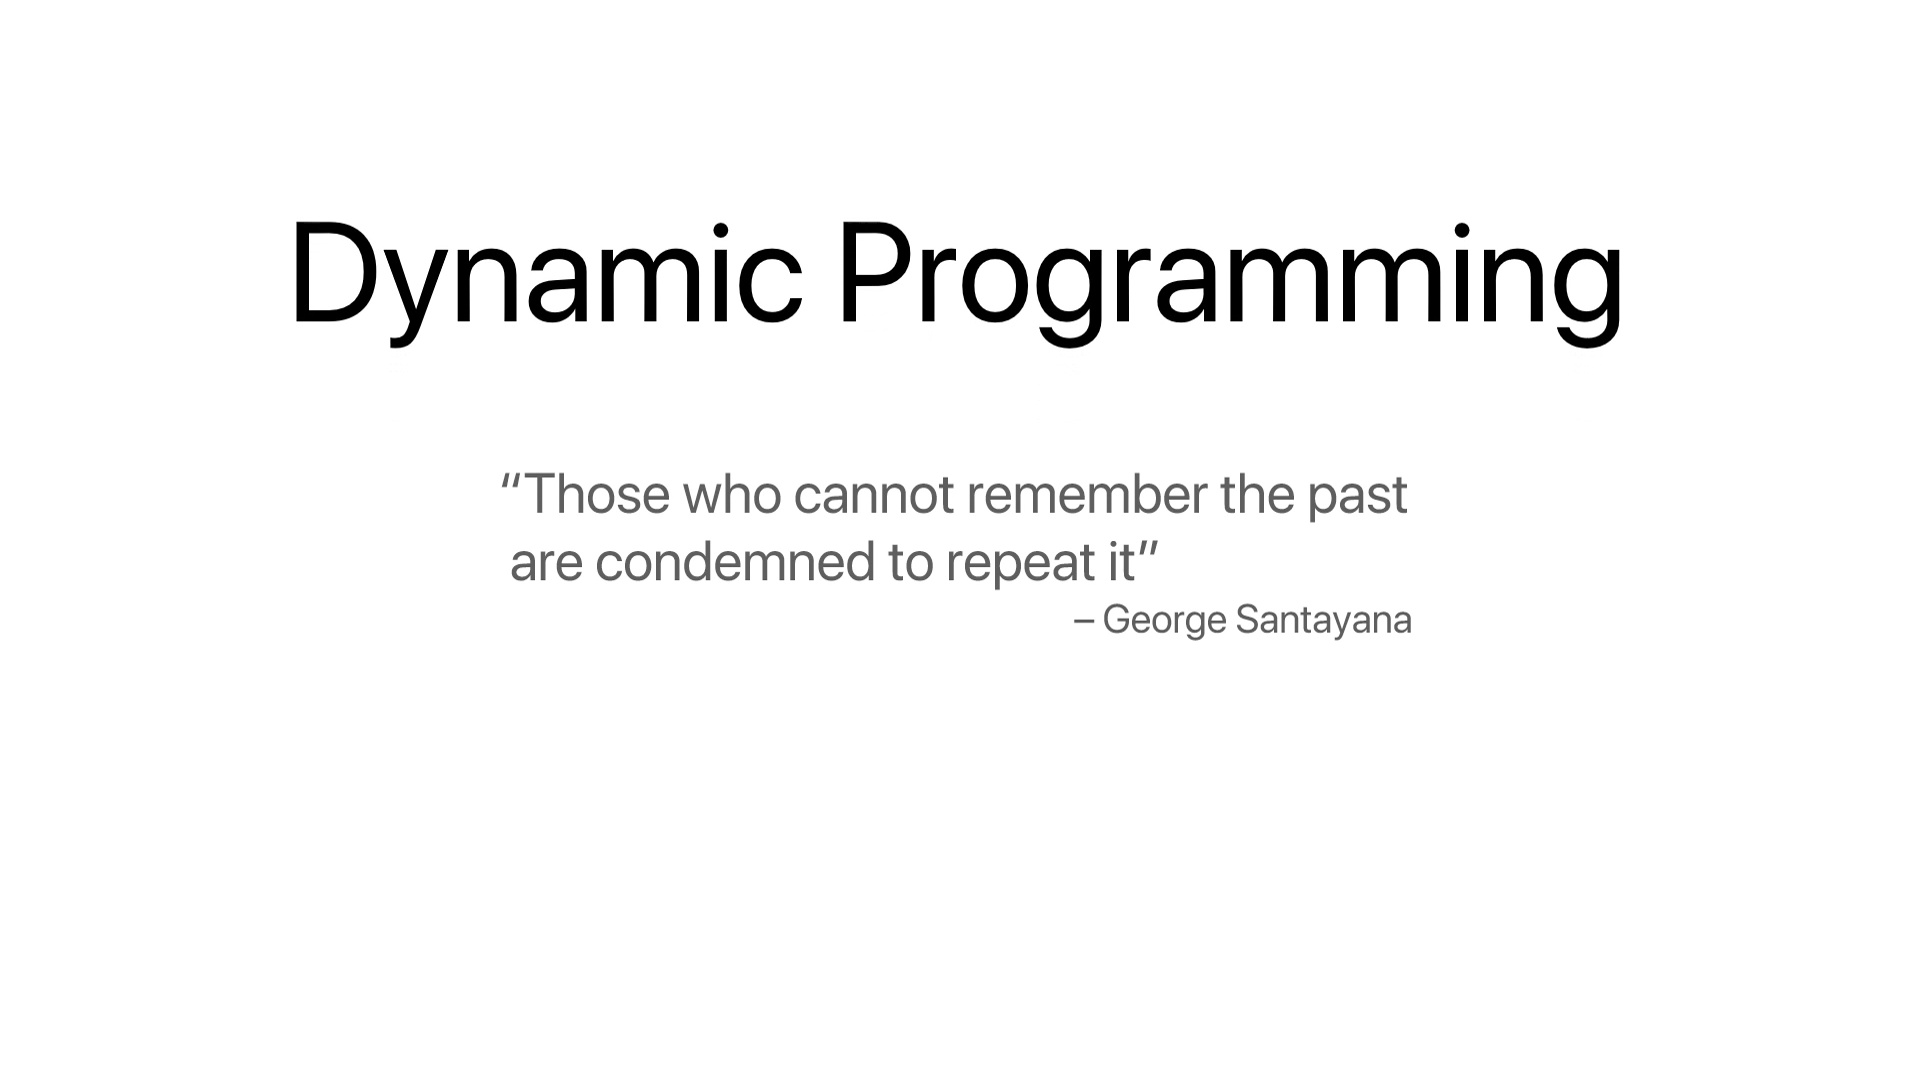 Dynamic Programming
“Those who cannot remember the past
are condemned to repeat it”
– George Santayana